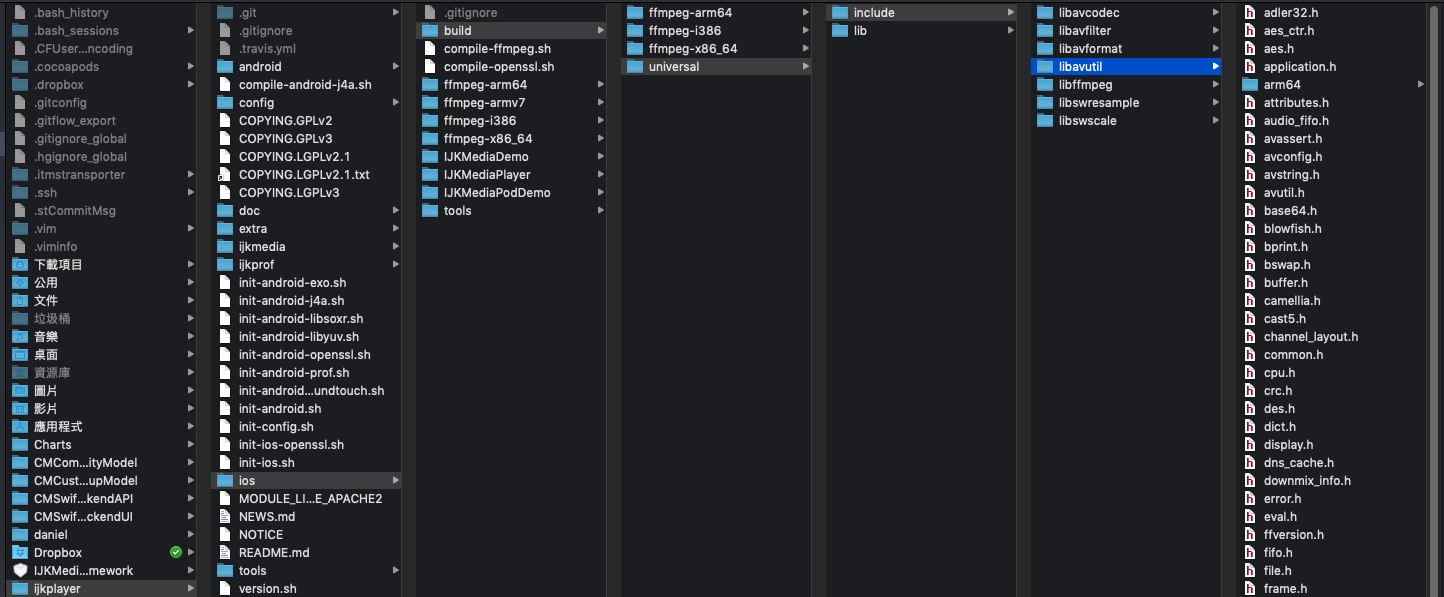 .bash_history
.bash_sessions
.CFUser...ncoding
.cocoapods
.dropbox
.gitconfig
.gitflow_export
.gitignore_global
.hgignore_global
.itmstransporter
.ssh
.stCommitMsg
.vim
.viminfo
下載項目
公用
文件
垃圾桶
音樂
桌面
資源庫
圖片
影片
應用程式
Charts
CMCom...ityModel
CMCust...upModel
CMSwif...kendAPI
CMSwif...ckendUI
daniel
Dropbox
IJKMedi...mework
ijkplayer
.git
.gitignore
.travis.yml
android
compile-android-j4a.sh
config
COPYING.GPLv2
COPYING.GPLv3
COPYING.LGPLv2.1
COPYING.LGPLv2.1.txt
COPYING.LGPLv3
doc
extra
ijkmedia
ijkprof
init-android-exo.sh
init-android-j4a.sh
init-android-libsoxr.sh
init-android-libyuv.sh
init-android-openssl.sh
init-android-prof.sh
init-android...undtouch.sh
init-android.sh
init-config.sh
init-ios-openssl.sh
init-ios.sh
ios
MODULE_LI...E_APACHE2
NEWS.md
NOTICE
README.md
tools
version.sh
.gitignore
build
compile-ffmpeg.sh
compile-openssl.sh
ffmpeg-arm64
ffmpeg-armv7
ffmpeg-i386
ffmpeg-x86_64
IJKMediaDemo
IJKMediaPlayer
IJKMediaPodDemo
tools
ffmpeg-arm64
ffmpeg-i386
ffmpeg-x86_64
universal
include
lib
libavcodec
libavfilter
libavformat
libavutil
libffmpeg
libswresample
libswscale
adler32.h
aes_ctr.h
aes.h
application.h
arm64
attributes.h
audio_fifo.h
avassert.h
avconfig.h
avstring.h
avutil.h
base64.h
blowfish.h
bprint.h
bswap.h
buffer.h
camellia.h
cast5.h
channel_layout.h
common.h
cpu.h
crc.h
des.h
dict.h
display.h
dns_cache.h
downmix_info.h
error.h
eval.h
ffversion.h
fifo.h
file.h
frame.h